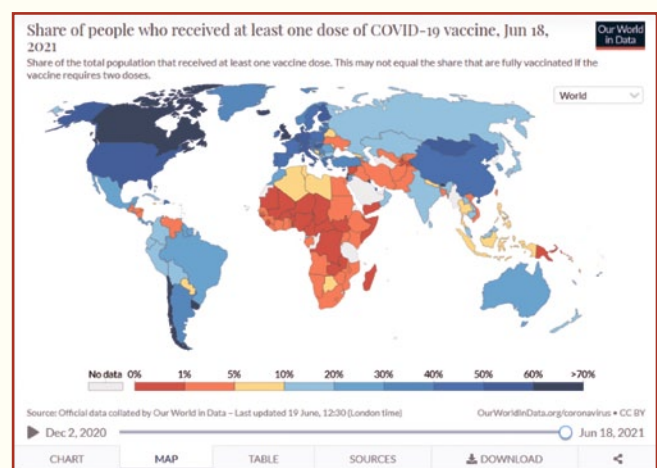 Share of people who received at least one dose of COVID-19 vaccine, Jun 18,
2021
Our World
in Data
Share of the total population that received at least one vaccine dose. This may not equal the share that are fully vaccinated if the
vaccine requires two doses.
World
No data 0% 1% 5% 10% 20% 30% 40% 50% 60% >70%
Source: Official data collated by Our World in Data – Last updated 19 June, 12:30 (London time) OurWorldInData.org/coronavirus • CC BY
Dec 2, 2020 Jun 18, 2021
CHART MAP TABLE SOURCES DOWNLOAD